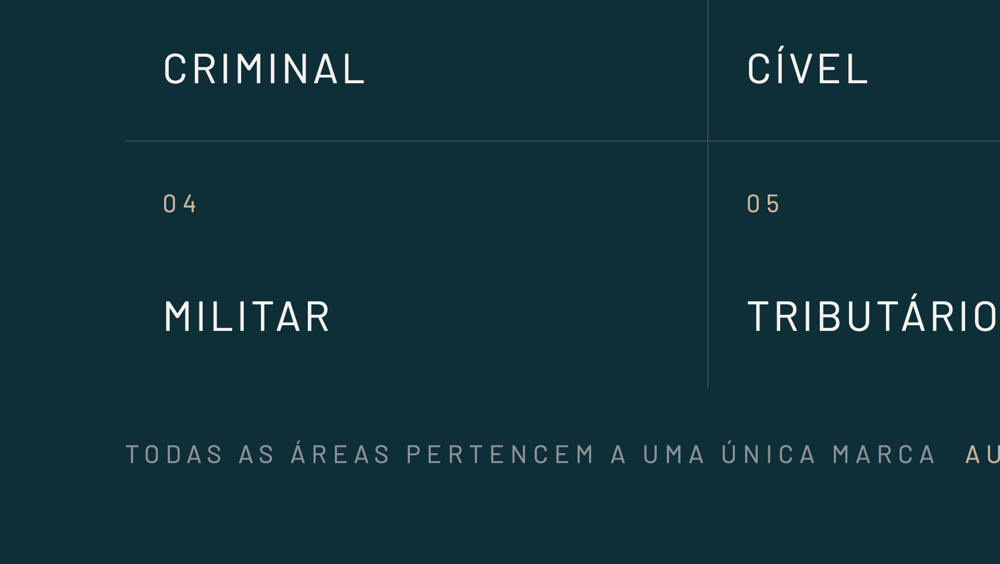 CRIMINAL
CÍVEL
04
05
MILITAR
TRIBUTÁRIO
TODAS AS ÁREAS PERTENCEM A UMA ÚNICA MARCA